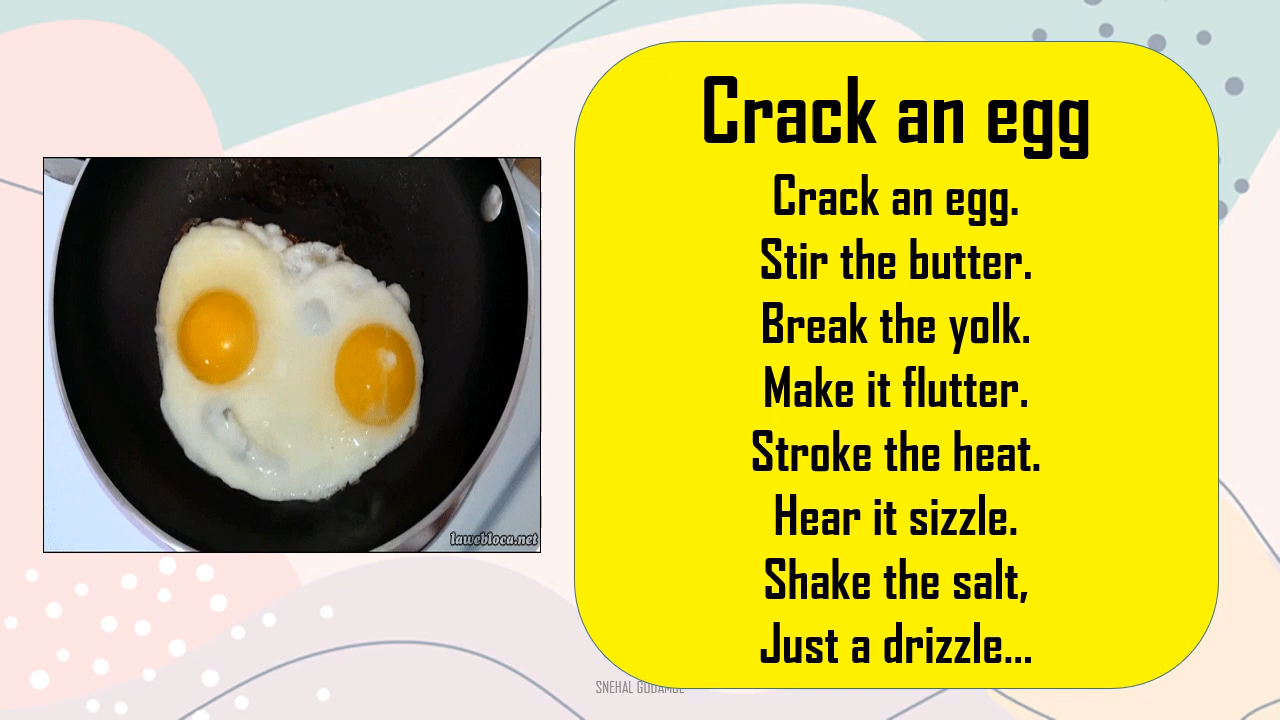 Crack an egg
Crack an egg.
Stir the butter.
Break the yolk.
Make it flutter.
Stroke the heat.
Hear it sizzle.
Shake the salt,
Just a drizzle...
lawebloca.net
SNEHAL